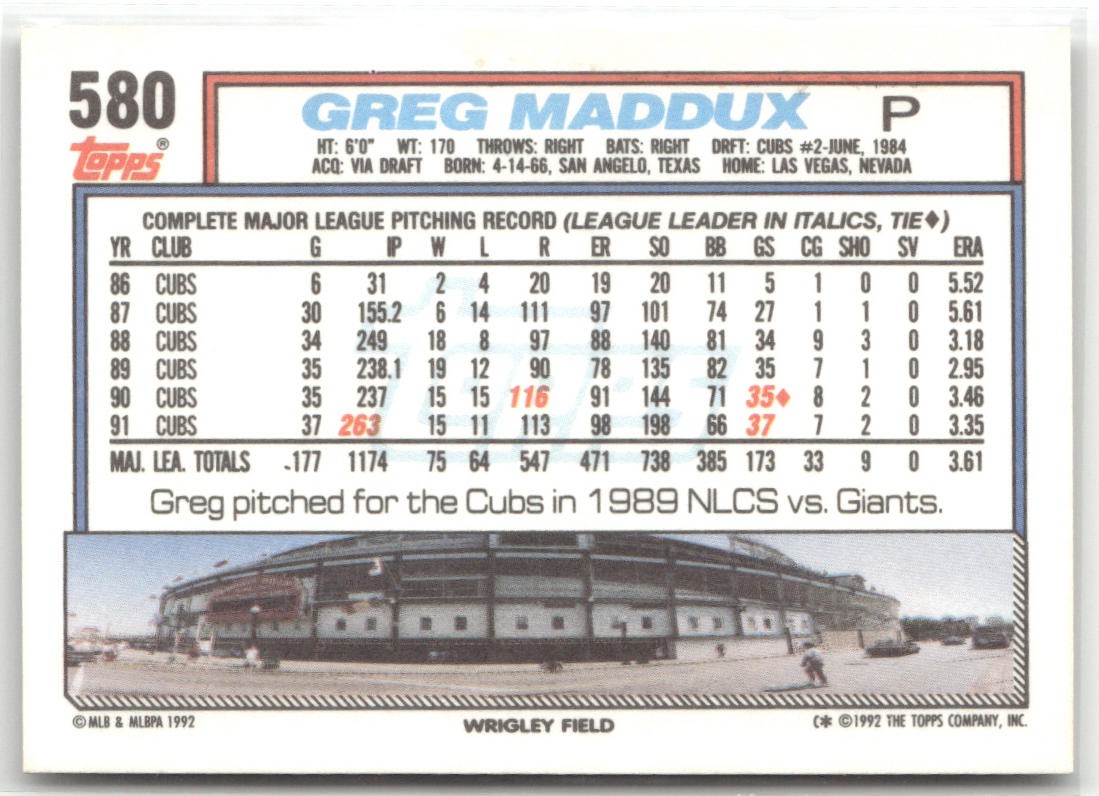 580
topps®
GREG MADDUX P
HT: 6'0" WT: 170 THROWS: RIGHT BATS: RIGHT DRFT: CUBS #2-JUNE, 1984
ACQ: VIA DRAFT BORN: 4-14-66, SAN ANGELO, TEXAS HOME: LAS VEGAS, NEVADA
COMPLETE MAJOR LEAGUE PITCHING RECORD (LEAGUE LEADER IN ITALICS, TIE♦)
YR CLUB G IP W L R ER SO BB GS CG SHO SV ERA
86 CUBS 6 31 2 4 20 19 20 11 5 1 0 0 5.52
87 CUBS 30 155.2 6 14 111 97 101 74 27 1 1 0 5.61
88 CUBS 34 249 18 8 97 88 140 81 34 9 3 0 3.18
89 CUBS 35 238.1 19 12 90 78 135 82 35 7 1 0 2.95
90 CUBS 35 237 15 15 116 91 144 71 35♦ 8 2 0 3.46
91 CUBS 37 263 15 11 113 98 198 66 37 7 2 0 3.35
MAJ. LEA. TOTALS 177 1174 75 64 547 471 738 385 173 33 9 0 3.61
topps
Greg pitched for the Cubs in 1989 NLCS vs. Giants.
©MLB & MLBPA 1992
WRIGLEY FIELD
C* ©1992 THE TOPPS COMPANY, INC.